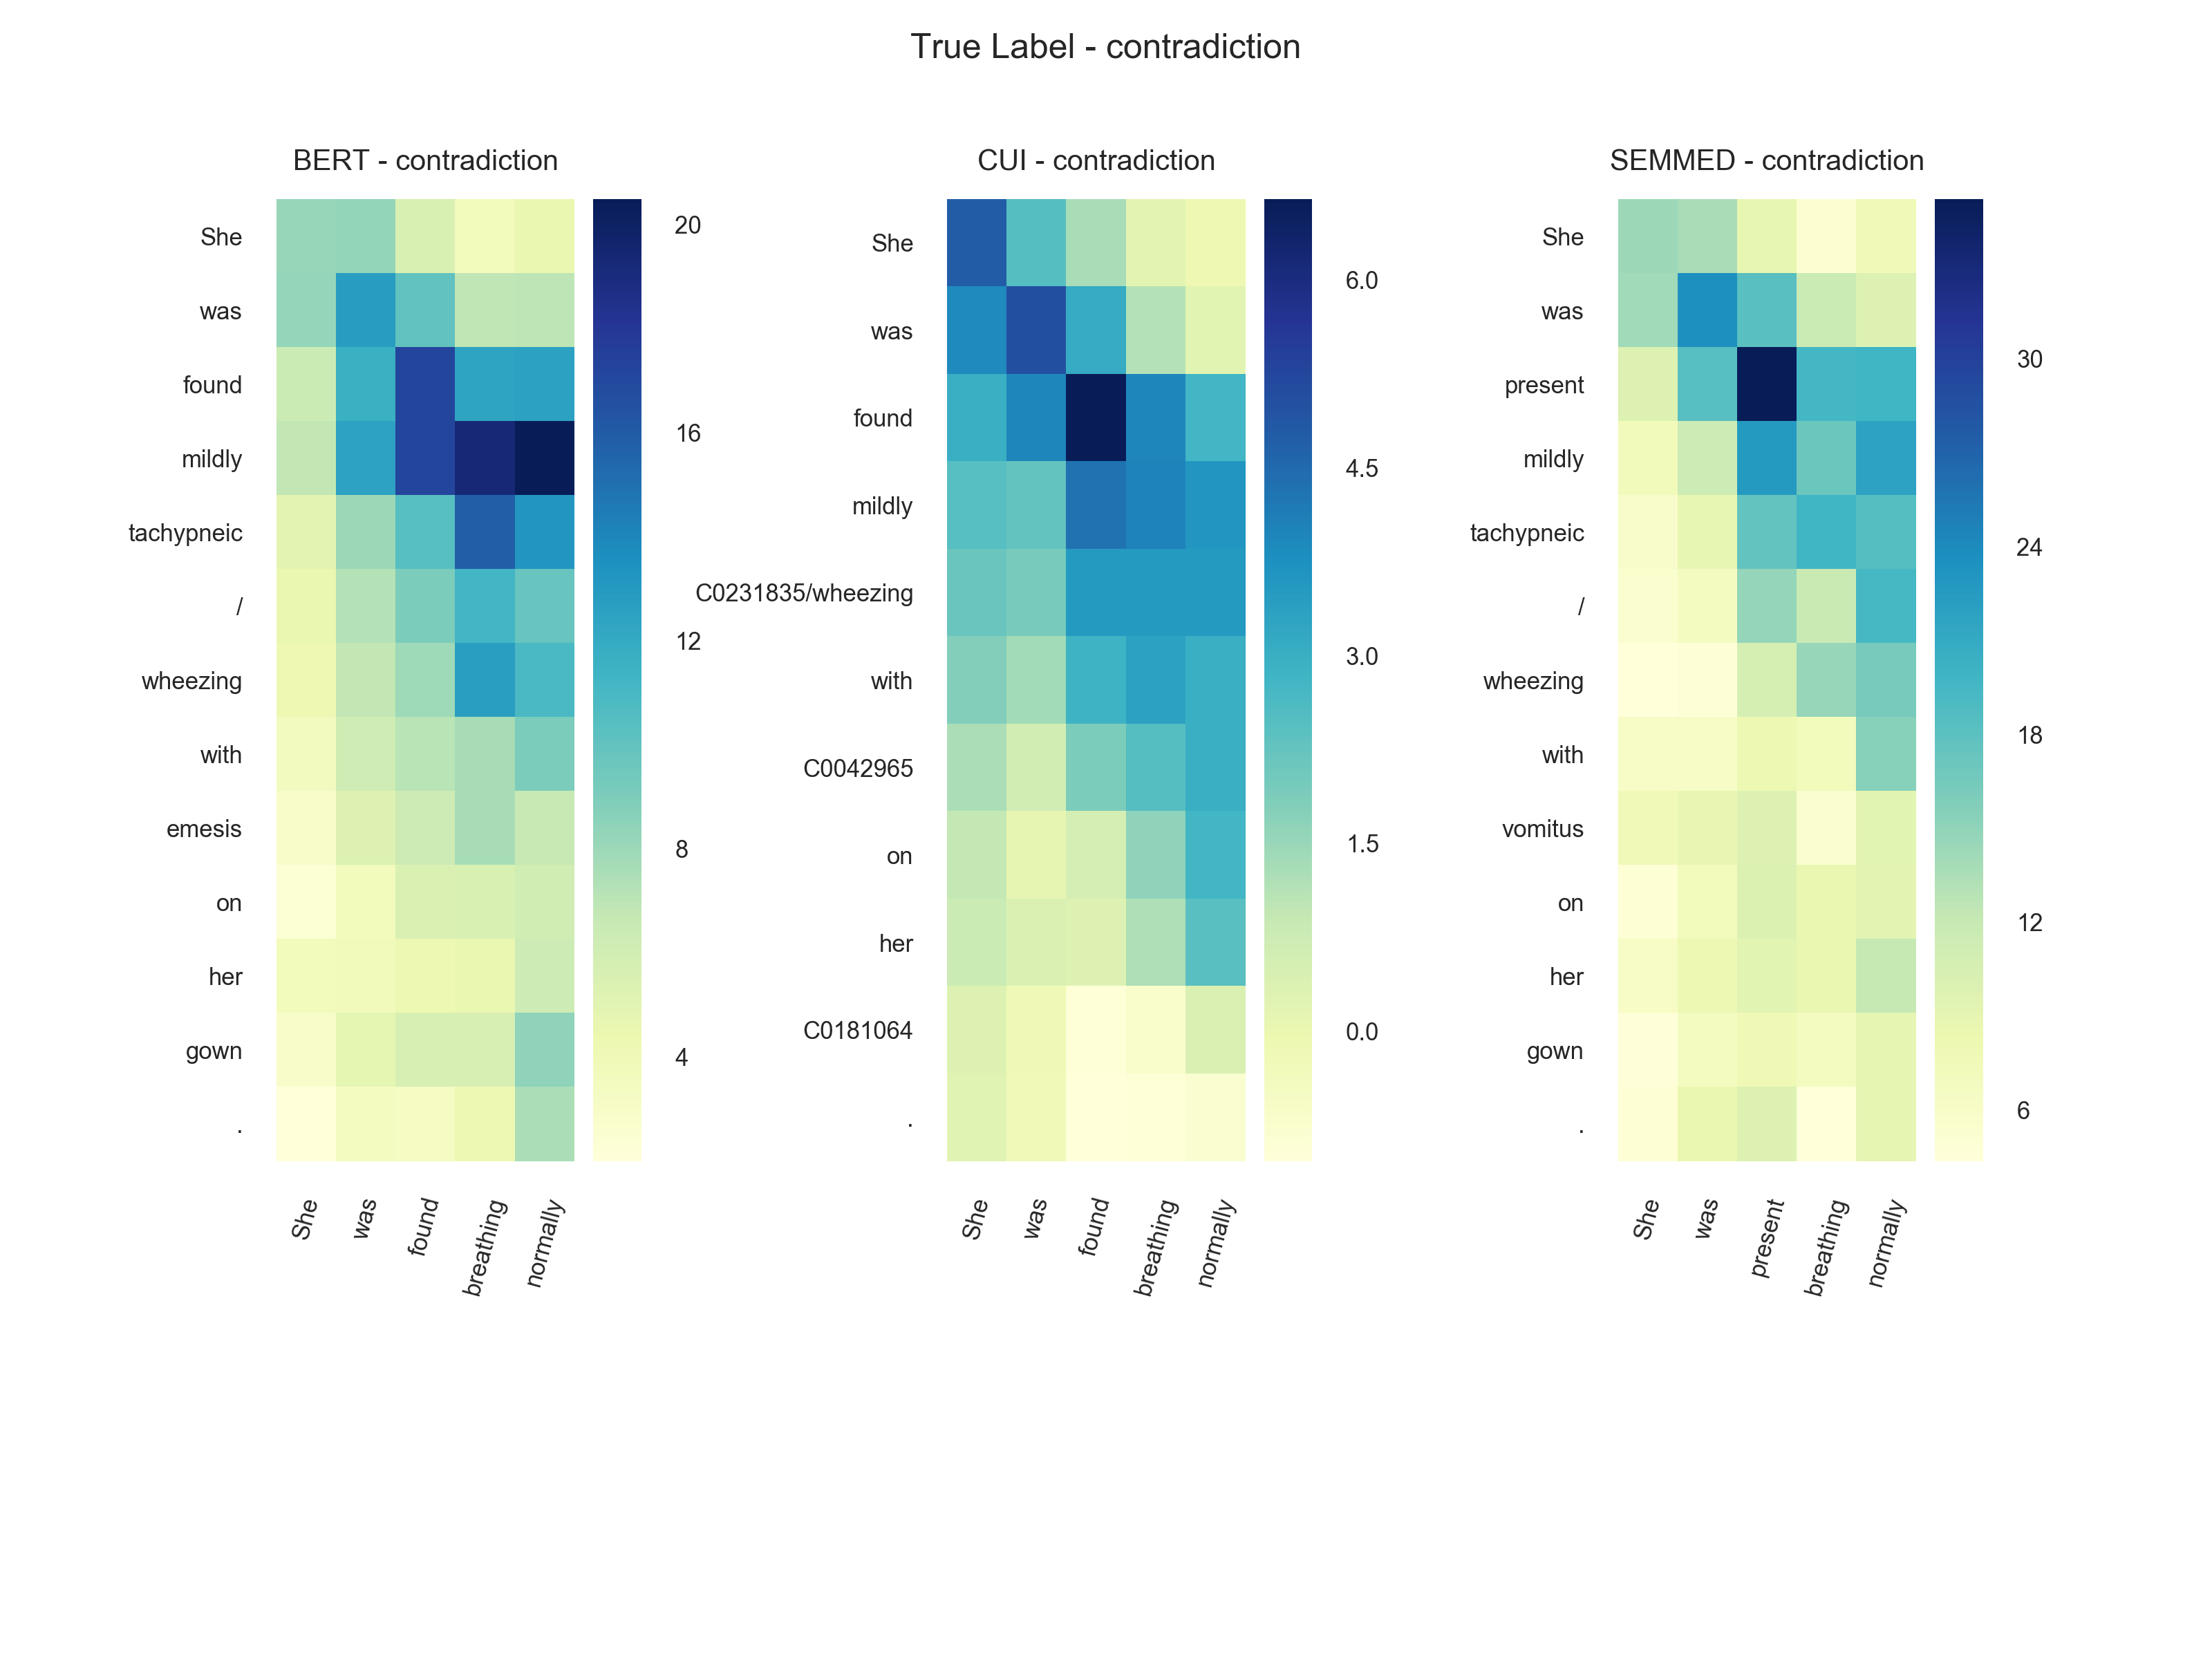 True Label - contradiction
BERT - contradiction
She
was
found
mildly
tachypneic
/
wheezing
with
emesis
on
her
gown
.
She
was
found
breathing
normally
20
16
12
8
4
CUI - contradiction
She
was
found
mildly
C0231835/wheezing
with
C0042965
on
her
C0181064
.
She
was
found
breathing
normally
6.0
4.5
3.0
1.5
0.0
SEMMED - contradiction
She
was
present
mildly
tachypneic
/
wheezing
with
vomitus
on
her
gown
.
She
was
present
breathing
normally
30
24
18
12
6